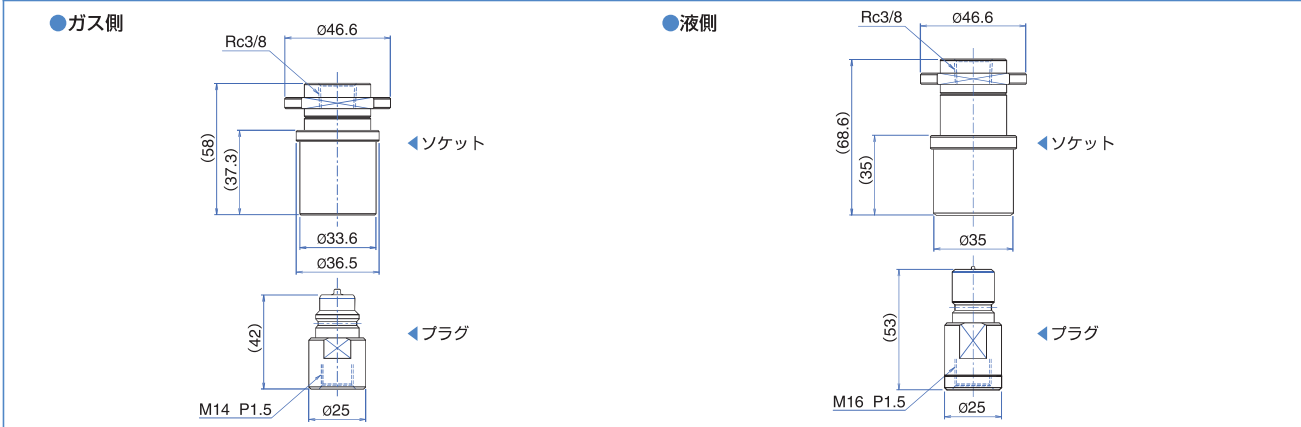 ●ガス側
Rc3/8
Ø46.6
(58)
(37.3)
◀ソケット
Ø33.6
Ø36.5
(42)
◀プラグ
M14 P1.5
Ø25
●液側
Rc3/8
Ø46.6
(68.6)
(35)
◀ソケット
Ø35
(53)
◀プラグ
M16 P1.5
Ø25